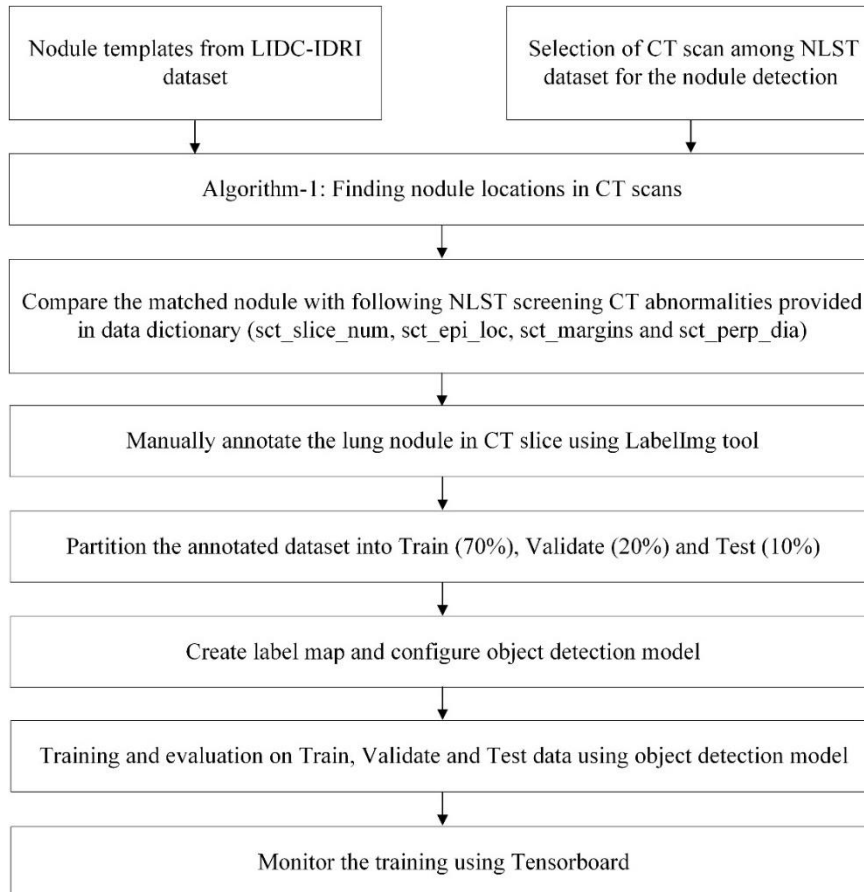 Nodule templates from LIDC-IDRI
dataset
Selection of CT scan among NLST
dataset for the nodule detection
Algorithm-1: Finding nodule locations in CT scans
Compare the matched nodule with following NLST screening CT abnormalities provided
in data dictionary (sct_slice_num, sct_epi_loc, sct_margins and sct_perp_dia)
Manually annotate the lung nodule in CT slice using LabelImg tool
Partition the annotated dataset into Train (70%), Validate (20%) and Test (10%)
Create label map and configure object detection model
Training and evaluation on Train, Validate and Test data using object detection model
Monitor the training using Tensorboard